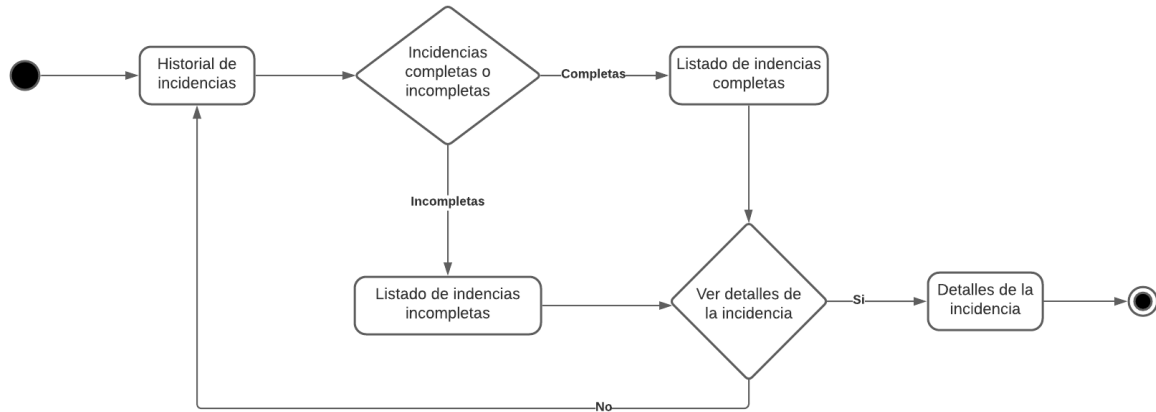 Historial de
incidencias
Incidencias
completas o
incompletas
Completas
Listado de indencias
completas
Incompletas
Listado de indencias
incompletas
Ver detalles de
la incidencia
Si
Detalles de la
incidencia
No